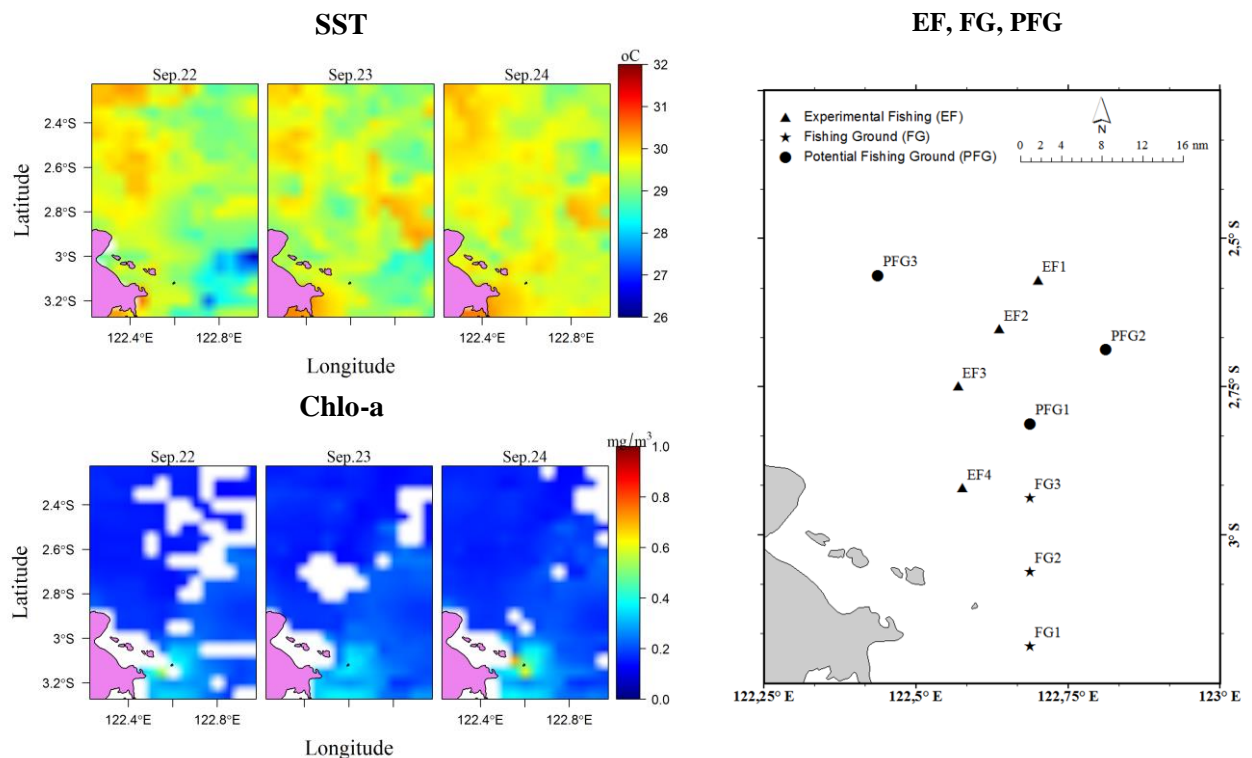 SST
oC
Sep.22 Sep.23 Sep.24
32
31
30
29
28
27
26
2.4°S
2.6°S
2.8°S
3°S
3.2°S
Latitude
122.4°E 122.8°E 122.4°E 122.8°E
Longitude
Chlo-a
mg/m³
Sep.22 Sep.23 Sep.24
1.0
0.8
0.6
0.4
0.2
0.0
2.4°S
2.6°S
2.8°S
3°S
3.2°S
Latitude
122.4°E 122.8°E 122.4°E 122.8°E
Longitude
EF, FG, PFG
Experimental Fishing (EF)
Fishing Ground (FG)
Potential Fishing Ground (PFG)
N
0 2 4 8 12 16 nm
PFG3
EF1
EF2
PFG2
EF3
PFG1
EF4
FG3
FG2
FG1
2,5° S
2,75° S
3° S
122,25° E 122,5° E 122,75° E 123° E